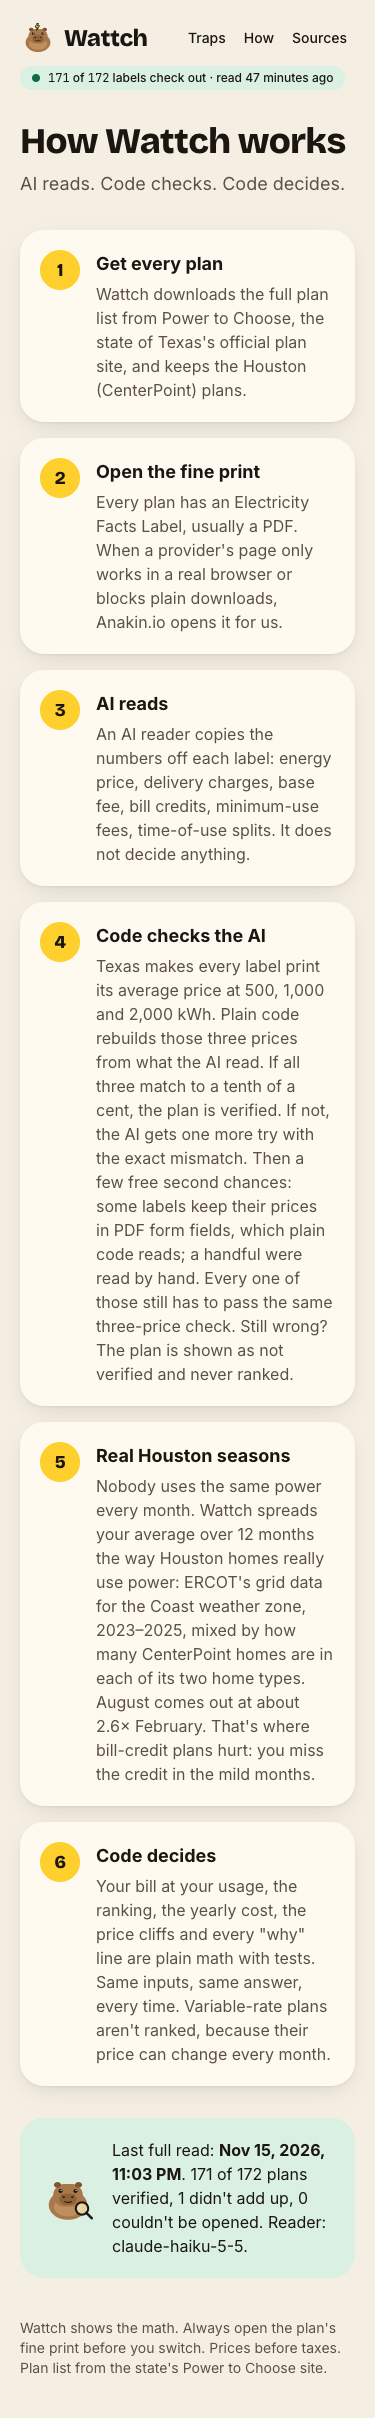 Wattch
Traps How Sources
171 of 172 labels check out · read 47 minutes ago
How Wattch works
AI reads. Code checks. Code decides.
1
Get every plan
Wattch downloads the full plan
list from Power to Choose, the
state of Texas's official plan
site, and keeps the Houston
(CenterPoint) plans.
2
Open the fine print
Every plan has an Electricity
Facts Label, usually a PDF.
When a provider's page only
works in a real browser or
blocks plain downloads,
Anakin.io opens it for us.
3
AI reads
An AI reader copies the
numbers off each label: energy
price, delivery charges, base
fee, bill credits, minimum-use
fees, time-of-use splits. It does
not decide anything.
4
Code checks the AI
Texas makes every label print
its average price at 500, 1,000
and 2,000 kWh. Plain code
rebuilds those three prices
from what the AI read. If all
three match to a tenth of a
cent, the plan is verified. If not,
the AI gets one more try with
the exact mismatch. Then a
few free second chances:
some labels keep their prices
in PDF form fields, which plain
code reads; a handful were
read by hand. Every one of
those still has to pass the same
three-price check. Still wrong?
The plan is shown as not
verified and never ranked.
5
Real Houston seasons
Nobody uses the same power
every month. Wattch spreads
your average over 12 months
the way Houston homes really
use power: ERCOT's grid data
for the Coast weather zone,
2023–2025, mixed by how
many CenterPoint homes are in
each of its two home types.
August comes out at about
2.6× February. That's where
bill-credit plans hurt: you miss
the credit in the mild months.
6
Code decides
Your bill at your usage, the
ranking, the yearly cost, the
price cliffs and every "why"
line are plain math with tests.
Same inputs, same answer,
every time. Variable-rate plans
aren't ranked, because their
price can change every month.
Last full read: Nov 15, 2026,
11:03 PM. 171 of 172 plans
verified, 1 didn't add up, 0
couldn't be opened. Reader:
claude-haiku-5-5.
Wattch shows the math. Always open the plan's
fine print before you switch. Prices before taxes.
Plan list from the state's Power to Choose site.